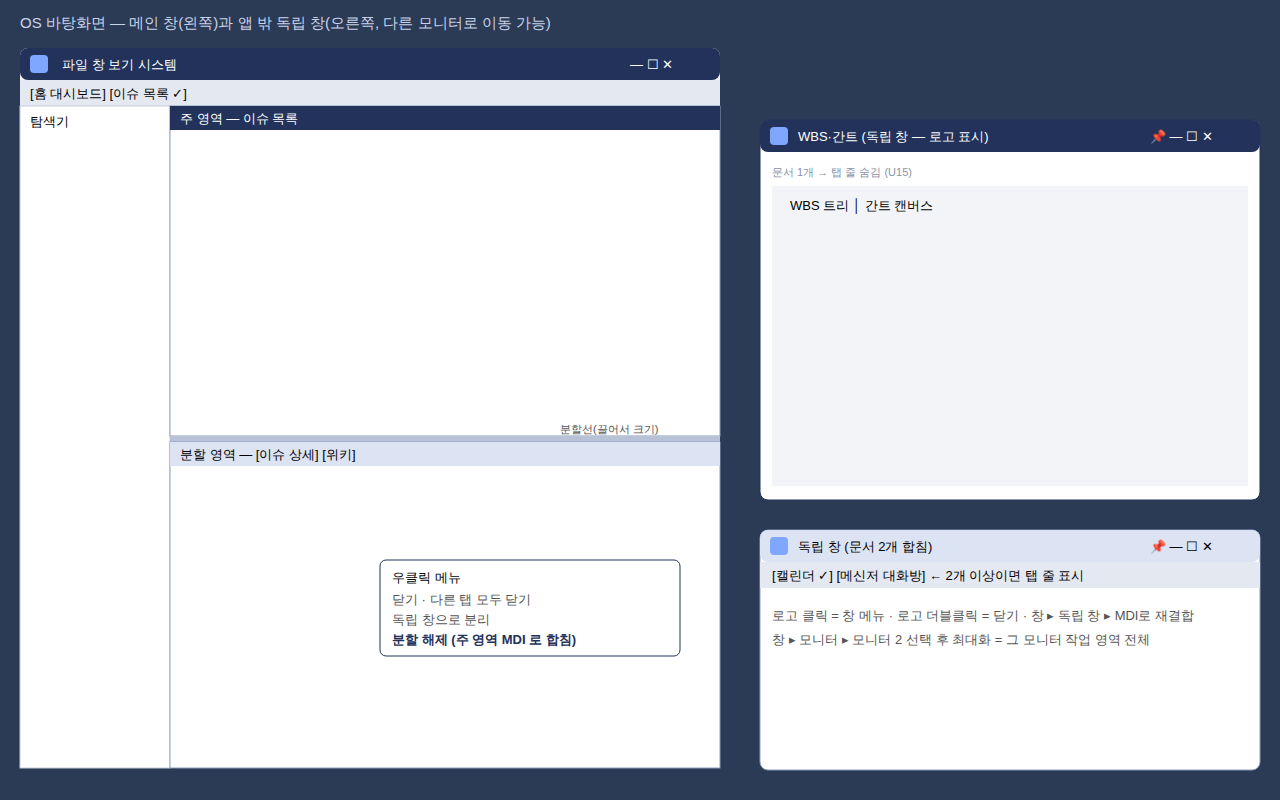 OS 바탕화면 — 메인 창(왼쪽)과 앱 밖 독립 창(오른쪽, 다른 모니터로 이동 가능)
파일 창 보기 시스템 — ☐ ✕
[홈 대시보드] [이슈 목록 ✓]
탐색기
주 영역 — 이슈 목록
분할선(끌어서 크기)
분할 영역 — [이슈 상세] [위키]
우클릭 메뉴
닫기 · 다른 탭 모두 닫기
독립 창으로 분리
분할 해제 (주 영역 MDI 로 합침)
WBS·간트 (독립 창 — 로고 표시) 📌 — ☐ ✕
문서 1개 → 탭 줄 숨김 (U15)
WBS 트리 │ 간트 캔버스
독립 창 (문서 2개 합침) 📌 — ☐ ✕
[캘린더 ✓] [메신저 대화방] ← 2개 이상이면 탭 줄 표시
로고 클릭 = 창 메뉴 · 로고 더블클릭 = 닫기 · 창 ▸ 독립 창 ▸ MDI로 재결합
창 ▸ 모니터 ▸ 모니터 2 선택 후 최대화 = 그 모니터 작업 영역 전체